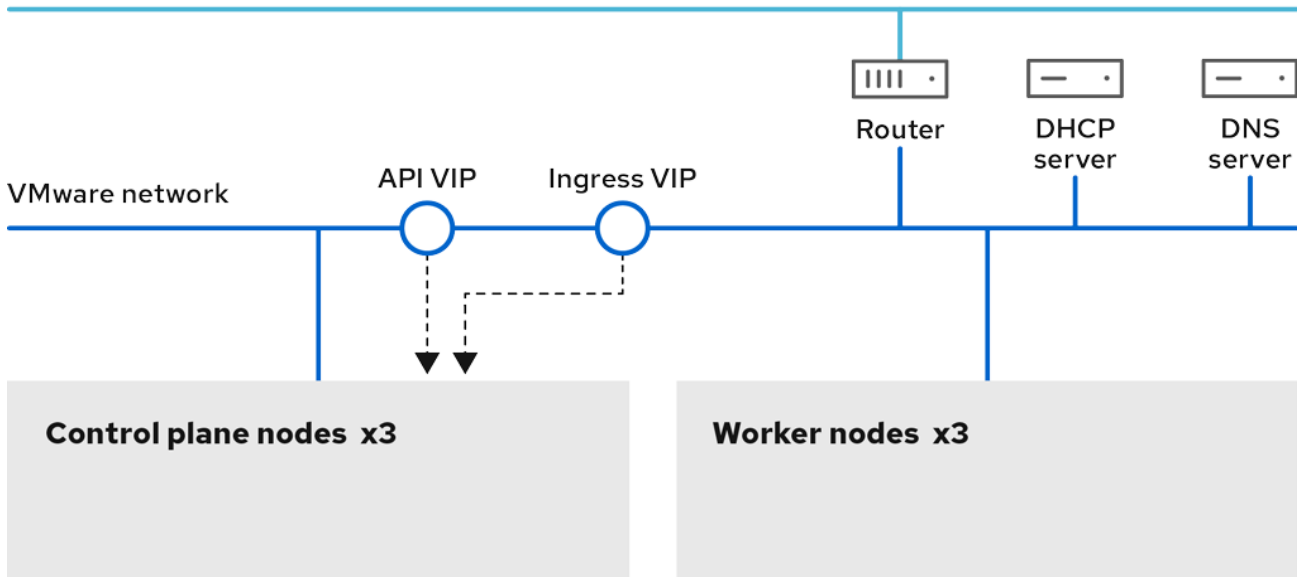 Router
DHCP
server
DNS
server
API VIP
Ingress VIP
VMware network
Control plane nodes x3
Worker nodes x3